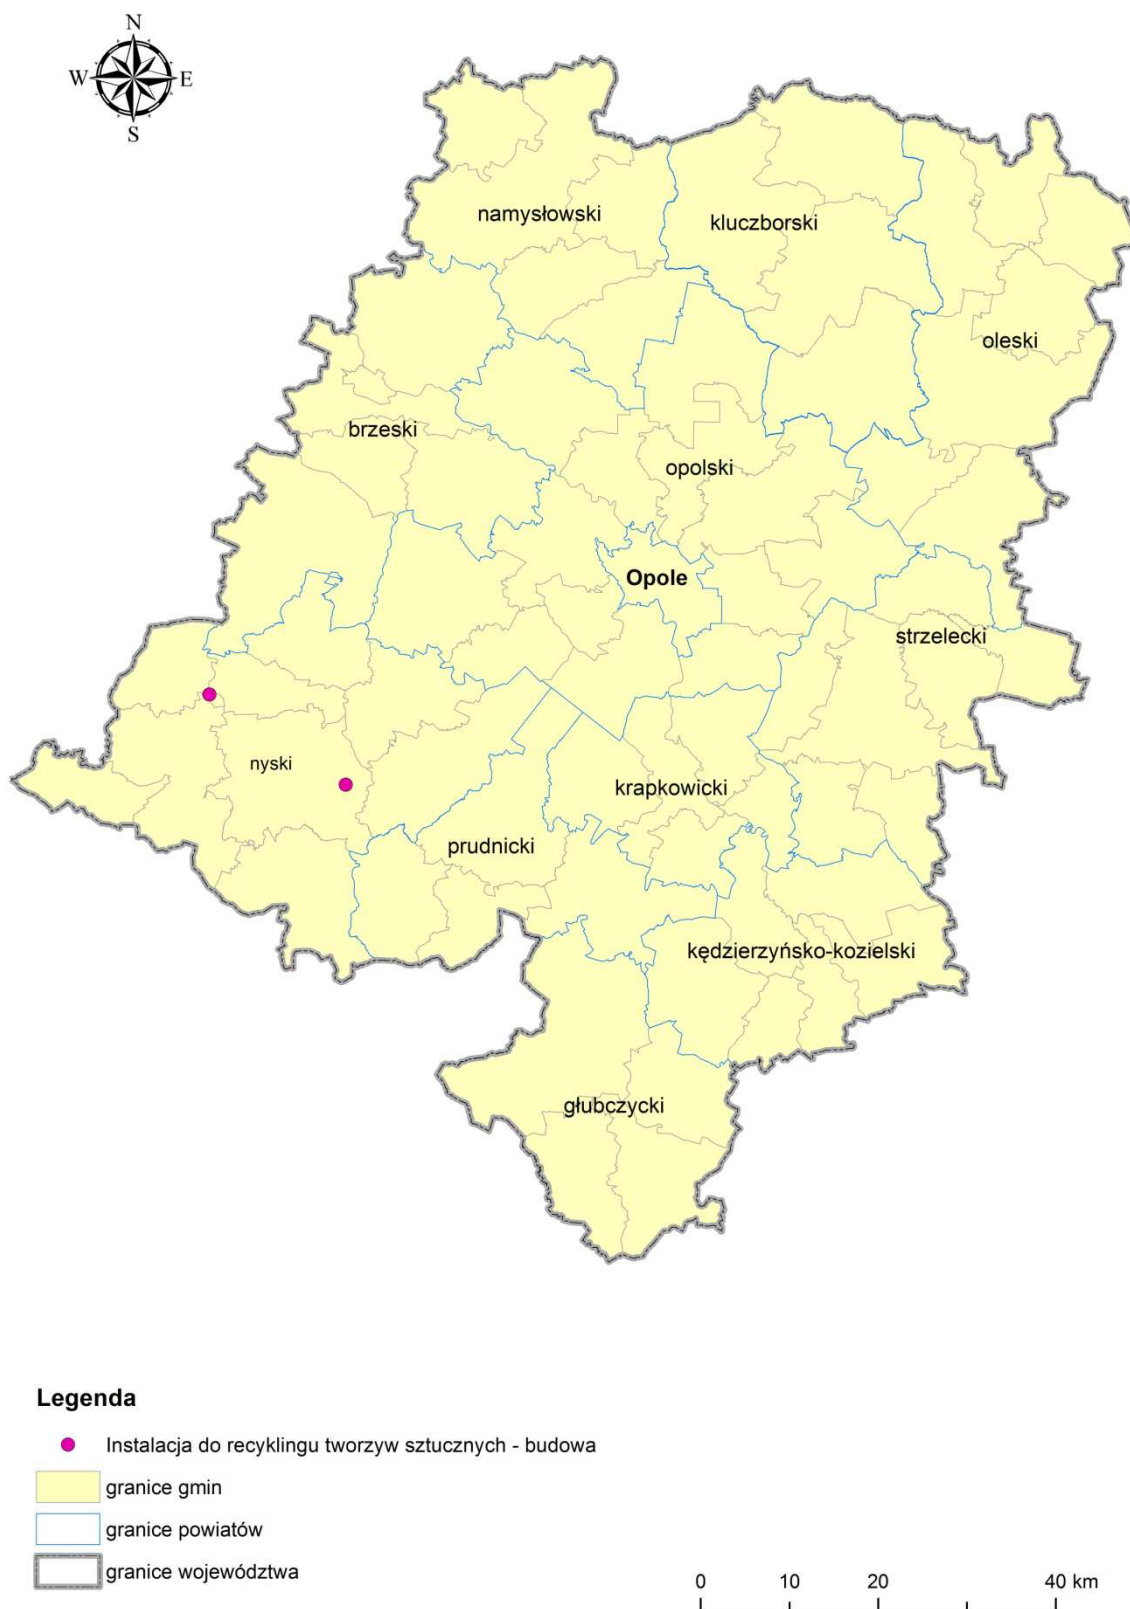 N
W E
S
namysłowski
kluczborski
oleski
brzeski
opolski
Opole
strzelecki
nyski
krapkowicki
prudnicki
kędzierzyńsko-kozielski
głubczycki
Legenda
Instalacja do recyklingu tworzyw sztucznych - budowa
granice gmin
granice powiatów
granice województwa
0 10 20 40 km